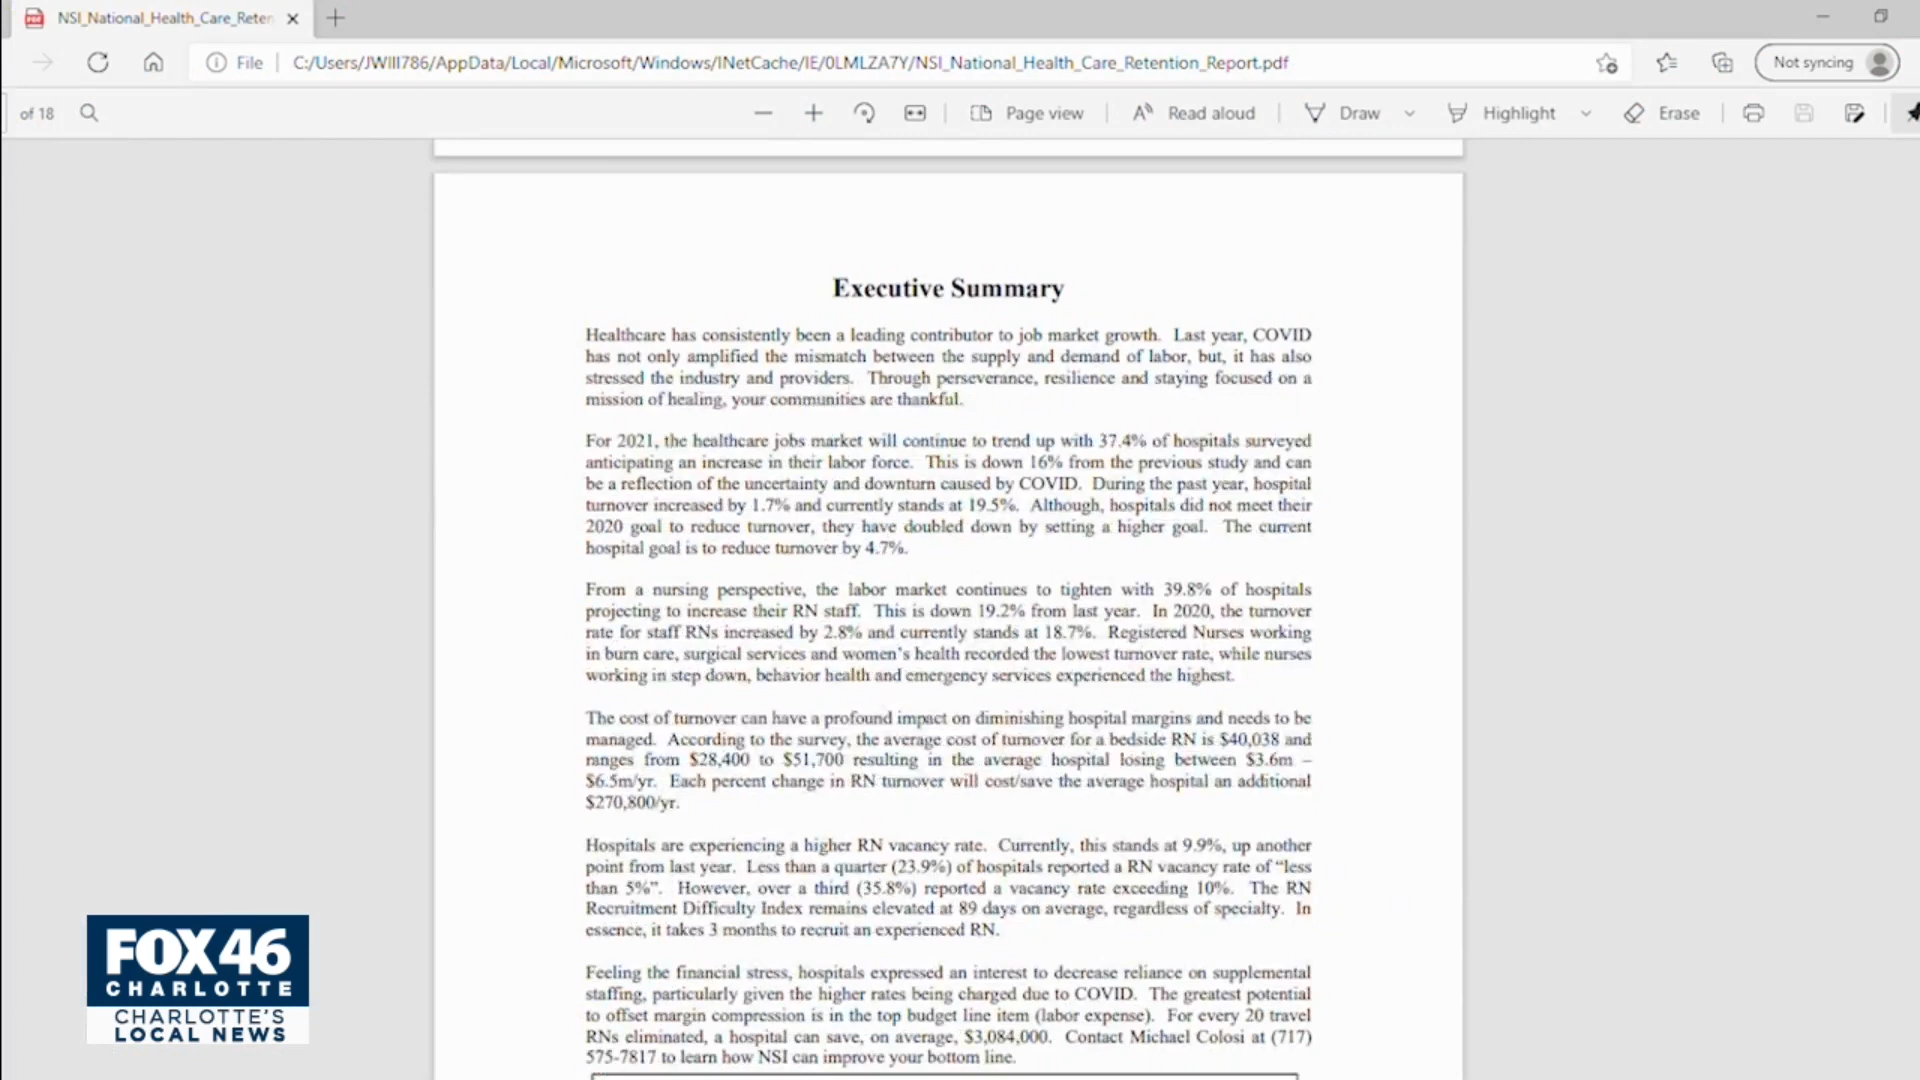 NSI_National_Health_Care_Reten
File
C:/Users/JWIII786/AppData/Local/Microsoft/Windows/INetCache/IE/0LMLZA7Y/NSI_National_Health_Care_Retention_Report.pdf
Not syncing
of 18
Page view
Read aloud
Draw
Highlight
Erase
Executive Summary
Healthcare has consistently been a leading contributor to job market growth. Last year, COVID
has not only amplified the mismatch between the supply and demand of labor, but, it has also
stressed the industry and providers. Through perseverance, resilience and staying focused on a
mission of healing, your communities are thankful.
For 2021, the healthcare jobs market will continue to trend up with 37.4% of hospitals surveyed
anticipating an increase in their labor force. This is down 16% from the previous study and can
be a reflection of the uncertainty and downturn caused by COVID. During the past year, hospital
turnover increased by 1.7% and currently stands at 19.5%. Although, hospitals did not meet their
2020 goal to reduce turnover, they have doubled down by setting a higher goal. The current
hospital goal is to reduce turnover by 4.7%.
From a nursing perspective, the labor market continues to tighten with 39.8% of hospitals
projecting to increase their RN staff. This is down 19.2% from last year. In 2020, the turnover
rate for staff RNs increased by 2.8% and currently stands at 18.7%. Registered Nurses working
in burn care, surgical services and women's health recorded the lowest turnover rate, while nurses
working in step down, behavior health and emergency services experienced the highest.
The cost of turnover can have a profound impact on diminishing hospital margins and needs to be
managed. According to the survey, the average cost of turnover for a bedside RN is $40,038 and
ranges from $28,400 to $51,700 resulting in the average hospital losing between $3.6m –
$6.5m/yr. Each percent change in RN turnover will cost/save the average hospital an additional
$270,800/yr.
Hospitals are experiencing a higher RN vacancy rate. Currently, this stands at 9.9%, up another
point from last year. Less than a quarter (23.9%) of hospitals reported a RN vacancy rate of “less
than 5%”. However, over a third (35.8%) reported a vacancy rate exceeding 10%. The RN
Recruitment Difficulty Index remains elevated at 89 days on average, regardless of specialty. In
essence, it takes 3 months to recruit an experienced RN.
Feeling the financial stress, hospitals expressed an interest to decrease reliance on supplemental
staffing, particularly given the higher rates being charged due to COVID. The greatest potential
to offset margin compression is in the top budget line item (labor expense). For every 20 travel
RNs eliminated, a hospital can save, on average, $3,084,000. Contact Michael Colosi at (717)
575-7817 to learn how NSI can improve your bottom line.
FOX 46
CHARLOTTE
CHARLOTTE'S
LOCAL NEWS